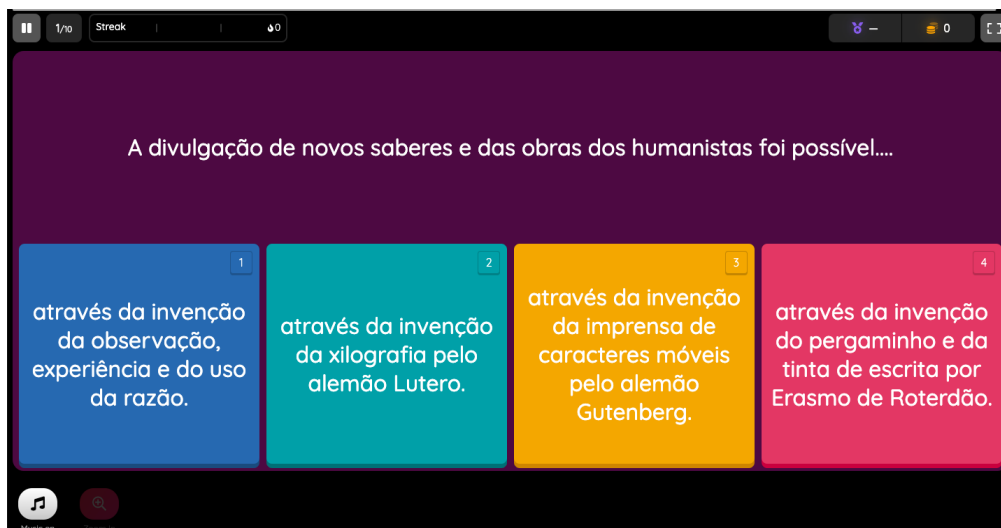 1/10
Streak
0
–
0
A divulgação de novos saberes e das obras dos humanistas foi possível....
1
através da invenção
da observação,
experiência e do uso
da razão.
2
através da invenção
da xilografia pelo
alemão Lutero.
3
através da invenção
da imprensa de
caracteres móveis
pelo alemão
Gutenberg.
4
através da invenção
do pergaminho e da
tinta de escrita por
Erasmo de Roterdão.